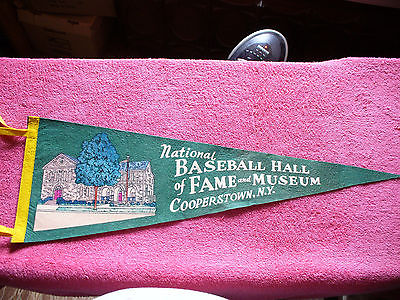 National
BASEBALL HALL
of FAME and MUSEUM
COOPERSTOWN, N.Y.